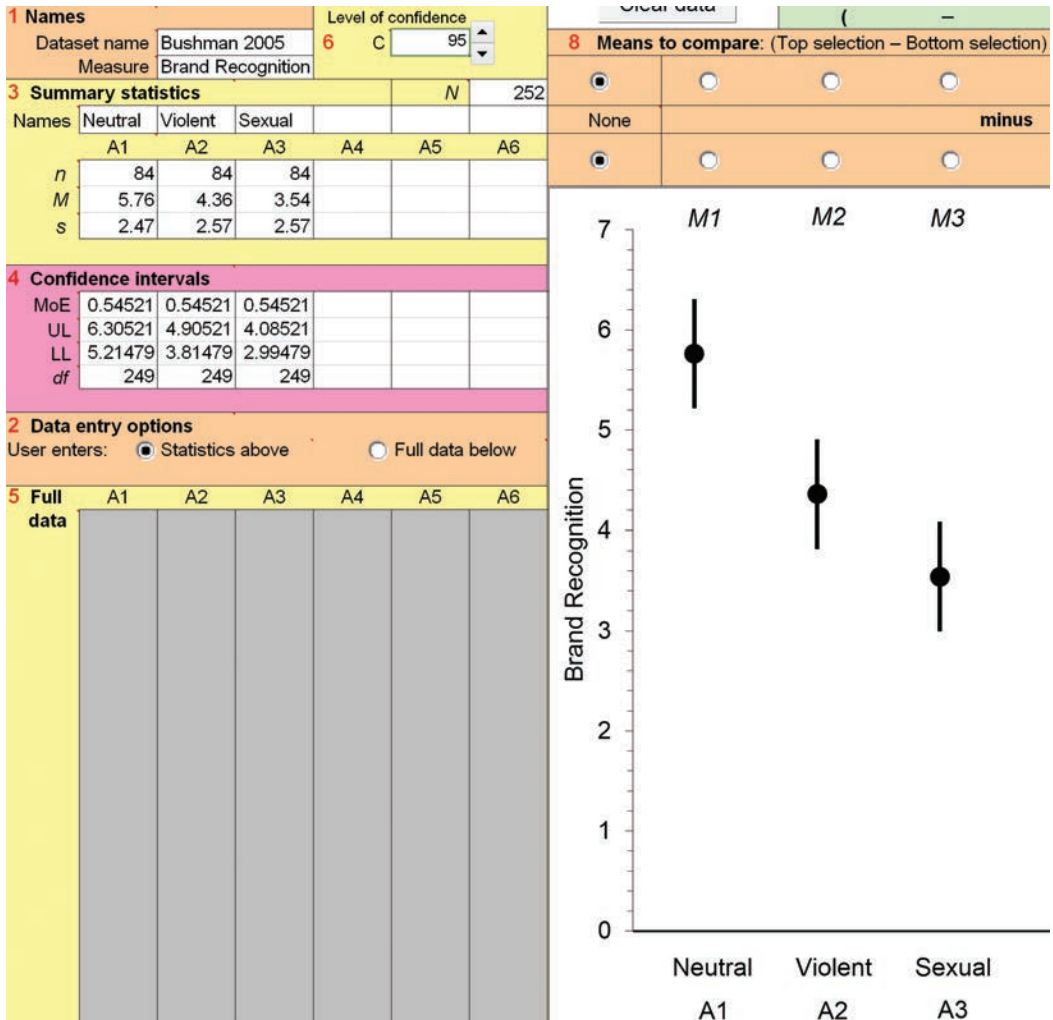 1 Names
Dataset name Bushman 2005
Measure Brand Recognition
Level of confidence
6 C 95
3 Summary statistics N 252
Names Neutral Violent Sexual
A1 A2 A3 A4 A5 A6
n 84 84 84
M 5.76 4.36 3.54
s 2.47 2.57 2.57
4 Confidence intervals
MoE 0.54521 0.54521 0.54521
UL 6.30521 4.90521 4.08521
LL 5.21479 3.81479 2.99479
df 249 249 249
2 Data entry options
User enters: Statistics above Full data below
5 Full data A1 A2 A3 A4 A5 A6
Clear data
( –
8 Means to compare: (Top selection – Bottom selection)
None minus
M1 M2 M3
7
6
5
4
3
2
1
0
Brand Recognition
Neutral Violent Sexual
A1 A2 A3